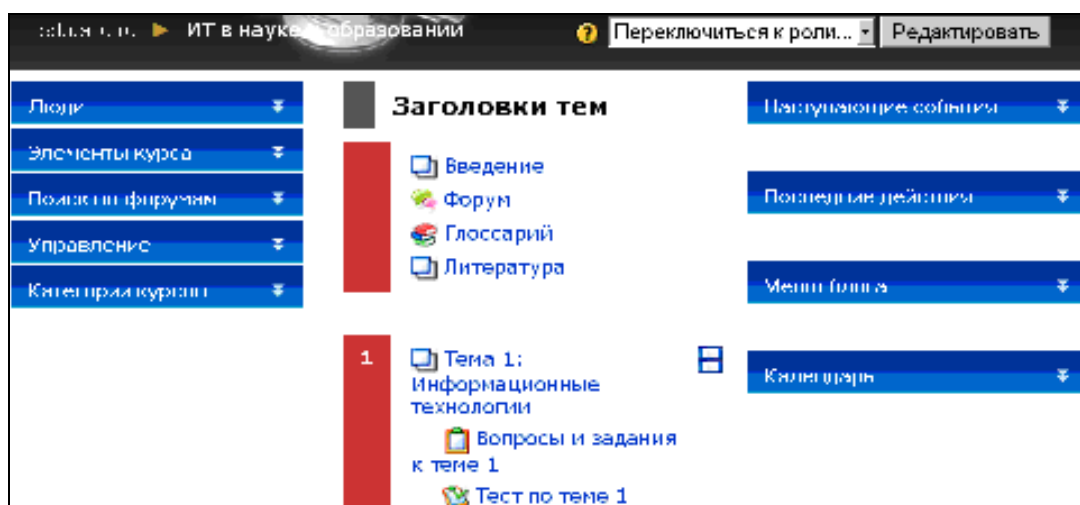 ИТ в науке и образовании
Переключиться к роли...
Редактировать
Люди
Элементы курса
Поиск по форумам
Управление
Категории курсов
Заголовки тем
Введение
Форум
Глоссарий
Литература
1
Тема 1:
Информационные
технологии
Вопросы и задания
к теме 1
Тест по теме 1
Наступающие события
Последние действия
Меню блога
Календарь